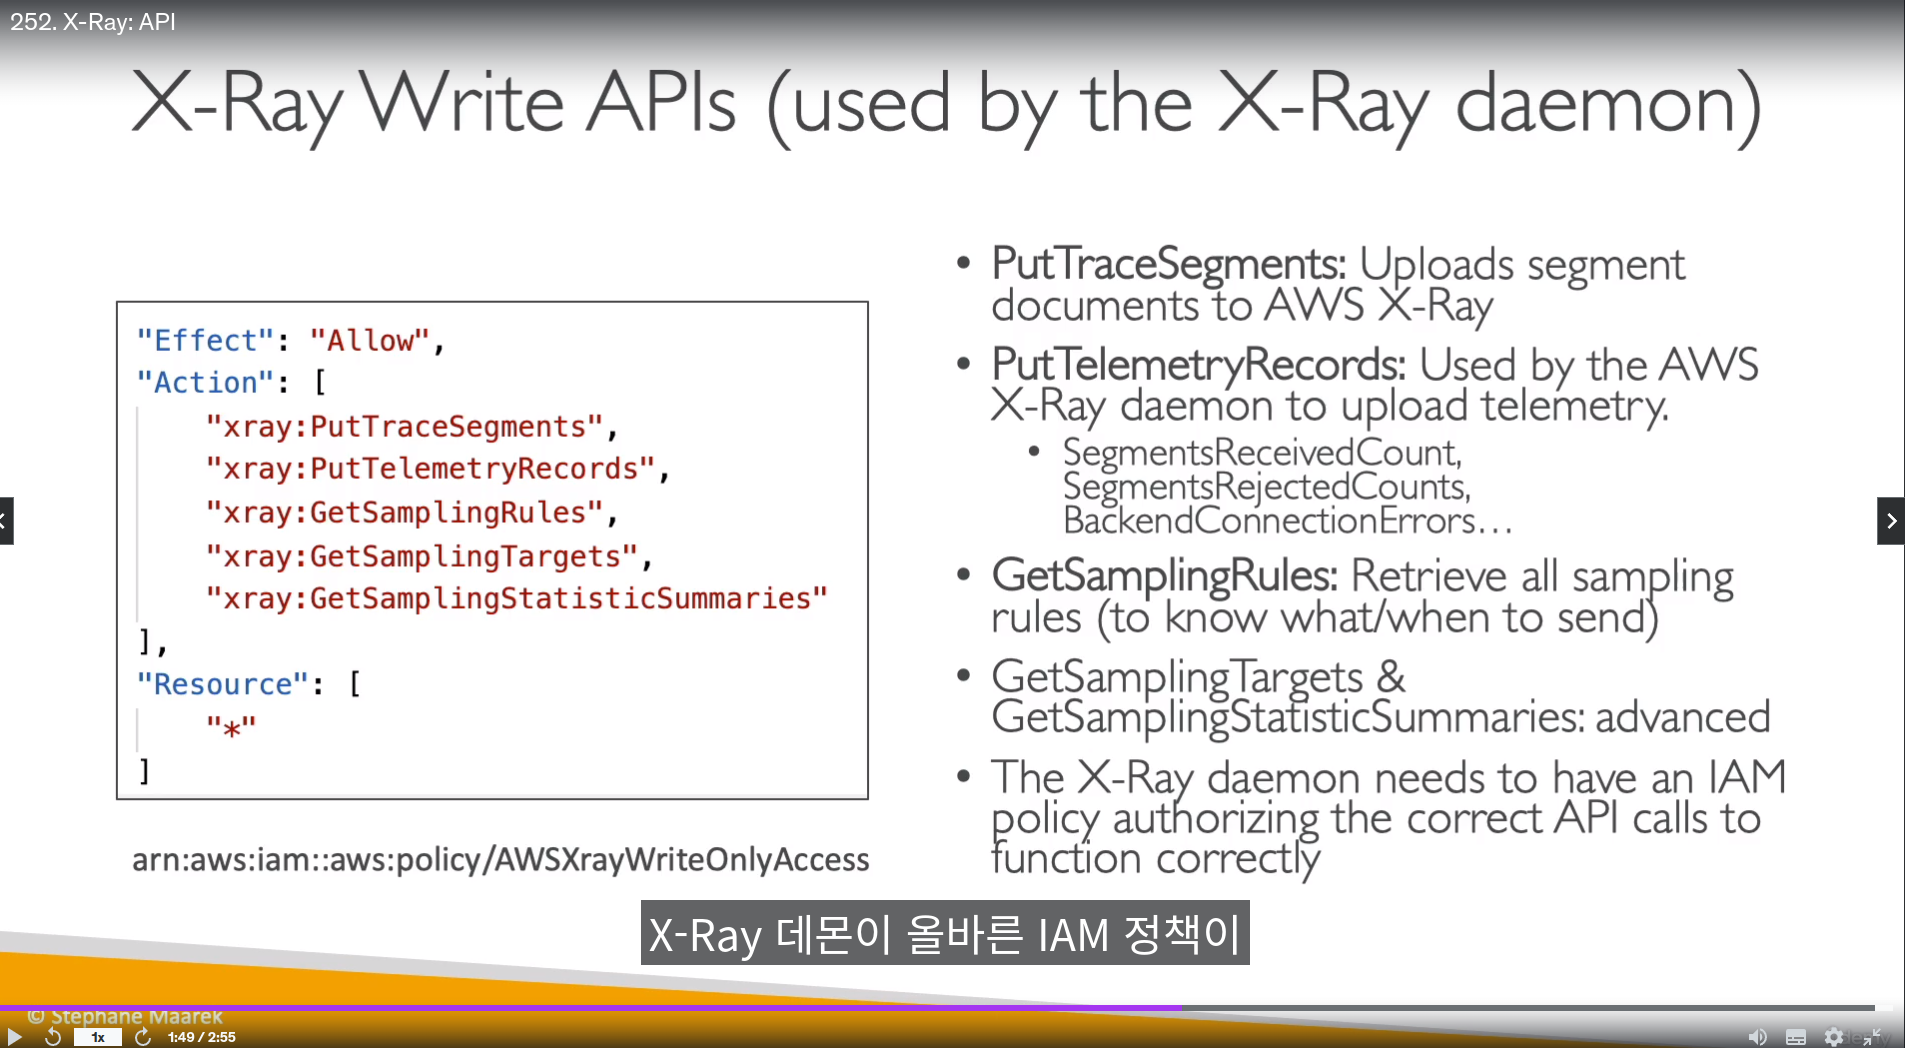 252. X-Ray: API
X-Ray Write APIs (used by the X-Ray daemon)
"Effect": "Allow",
"Action": [
"xray:PutTraceSegments",
"xray:PutTelemetryRecords",
"xray:GetSamplingRules",
"xray:GetSamplingTargets",
"xray:GetSamplingStatisticSummaries"
],
"Resource": [
"*"
]
arn:aws:iam::aws:policy/AWSXrayWriteOnlyAccess
• PutTraceSegments: Uploads segment
documents to AWS X-Ray
• PutTelemetryRecords: Used by the AWS
X-Ray daemon to upload telemetry.
• SegmentsReceivedCount,
SegmentsRejectedCounts,
BackendConnectionErrors…
• GetSamplingRules: Retrieve all sampling
rules (to know what/when to send)
• GetSamplingTargets &
GetSamplingStatisticSummaries: advanced
• The X-Ray daemon needs to have an IAM
policy authorizing the correct API calls to
function correctly
X-Ray 데몬이 올바른 IAM 정책이
© Stephane Maarek
1x
1:49 / 2:55